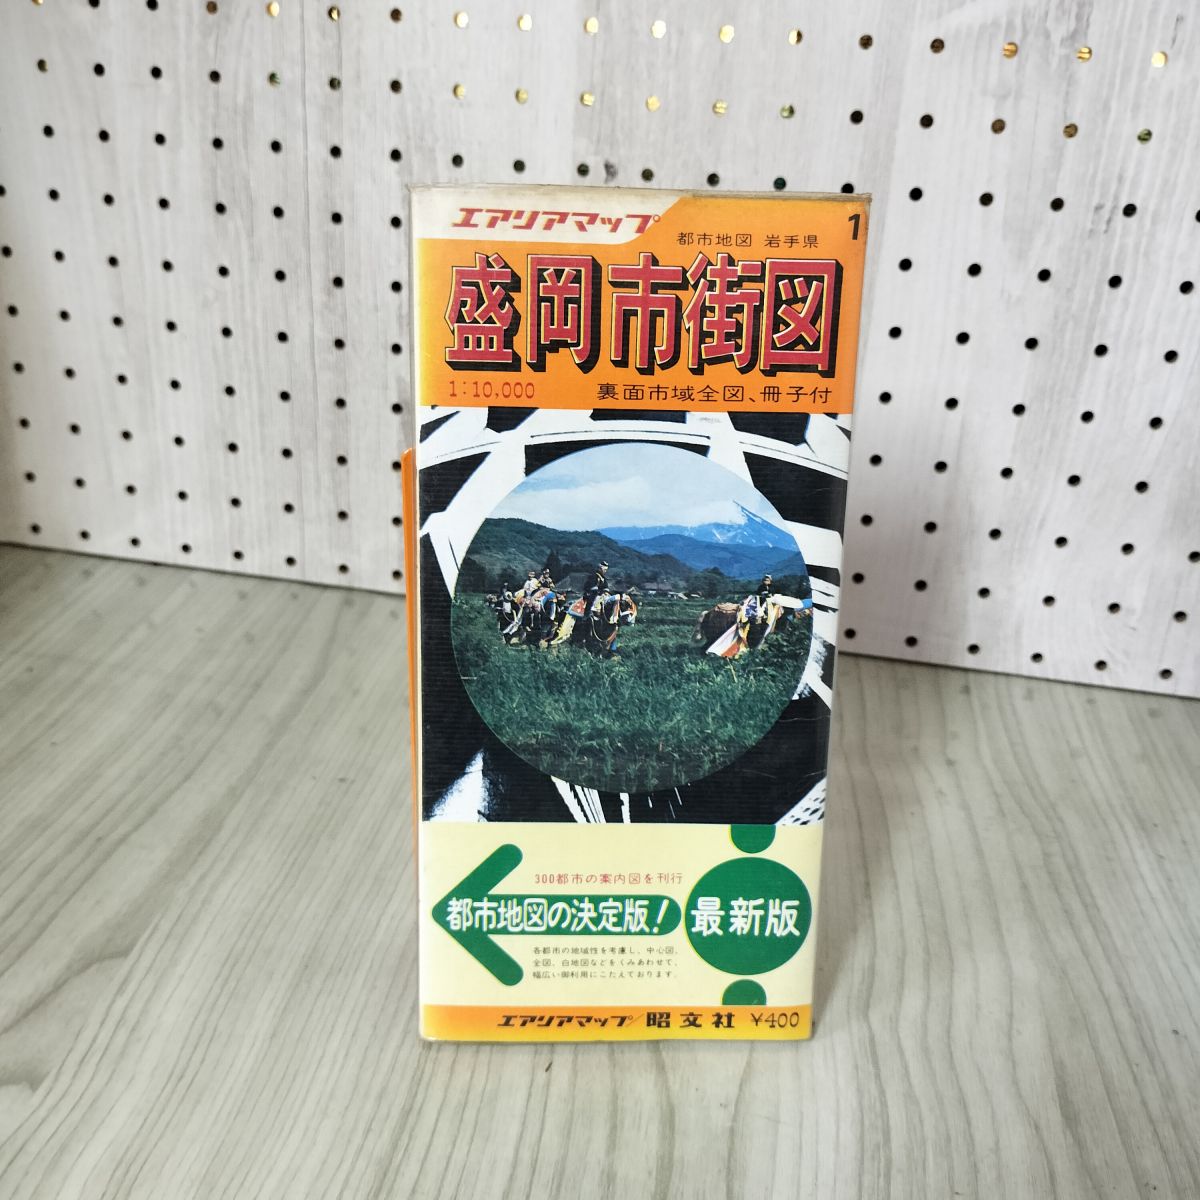 エアリアマップ
都市地図 岩手県
1
盛岡市街図
1:10,000
裏面市域全図、冊子付
300都市の案内図を刊行
都市地図の決定版!
最新版
各都市の地域性を考慮し、中心図、
全図、白地図などをくみあわせて、
幅広い御利用にこたえております。
エアリアマップ/昭文社 ¥400